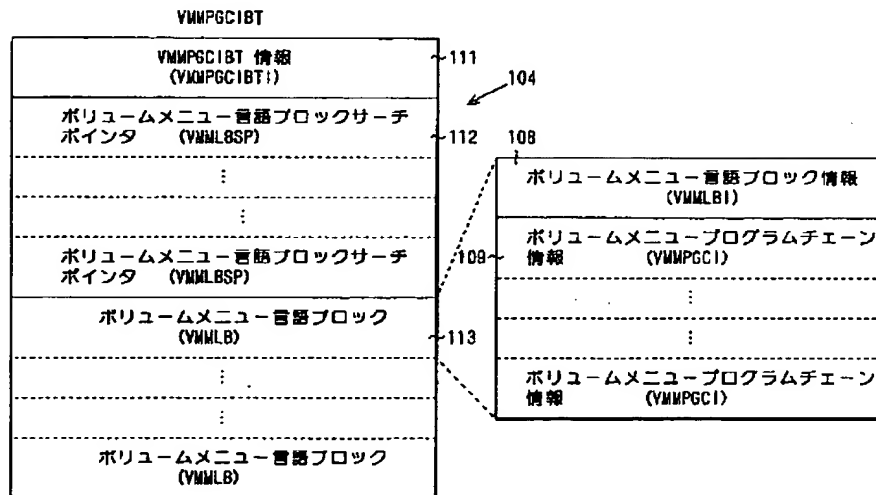 VMMPGCIBT
VMMPGCIBT 情報
(VMMPGCIBTI)
111
104
ボリュームメニュー言語ブロックサーチ
ポインタ (VMMLBSP)
112
ボリュームメニュー言語ブロックサーチ
ポインタ (VMMLBSP)
ボリュームメニュー言語ブロック
(VMMLB)
113
ボリュームメニュー言語ブロック
(VMMLB)
108
ボリュームメニュー言語ブロック情報
(VMMLBI)
ボリュームメニュープログラムチェーン
109
情報 (VMMPGCI)
ボリュームメニュープログラムチェーン
情報 (VMMPGCI)